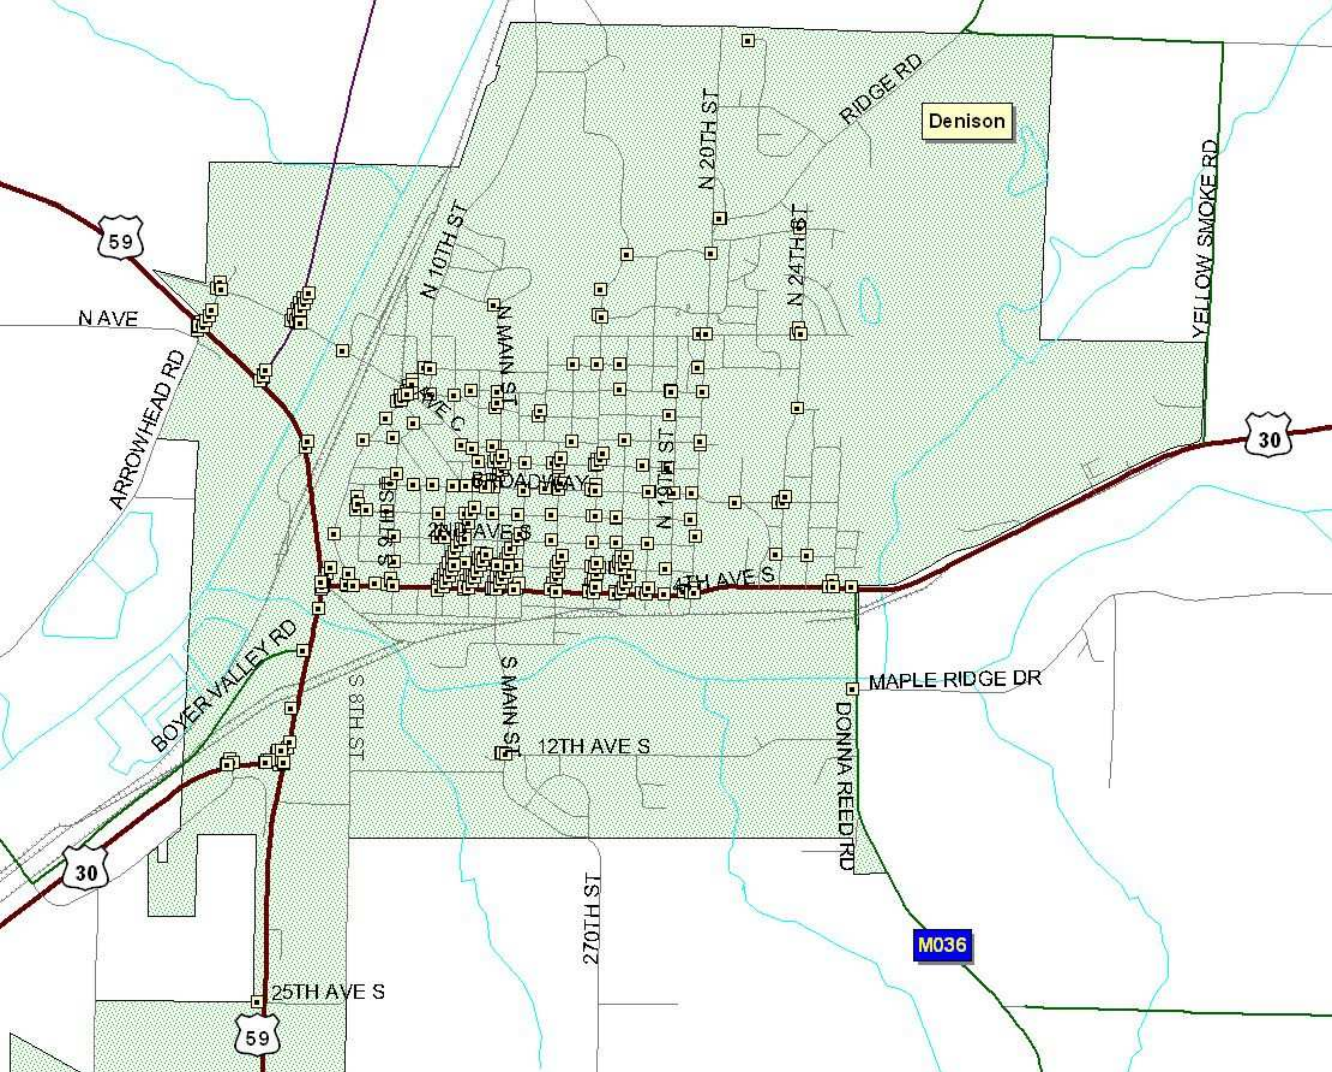 RIDGE RD
N 20TH ST
Denison
YELLOW SMOKE RD
59
N 10TH ST
N 24TH ST
N AVE
N MAIN ST
ARROWHEAD RD
AVE C
30
N 19TH ST
BROADWAY
S 9TH ST
2ND AVE S
4TH AVE S
BOYER VALLEY RD
S MAIN ST
S 8TH ST
MAPLE RIDGE DR
12TH AVE S
DONNA REED RD
30
270TH ST
M036
25TH AVE S
59